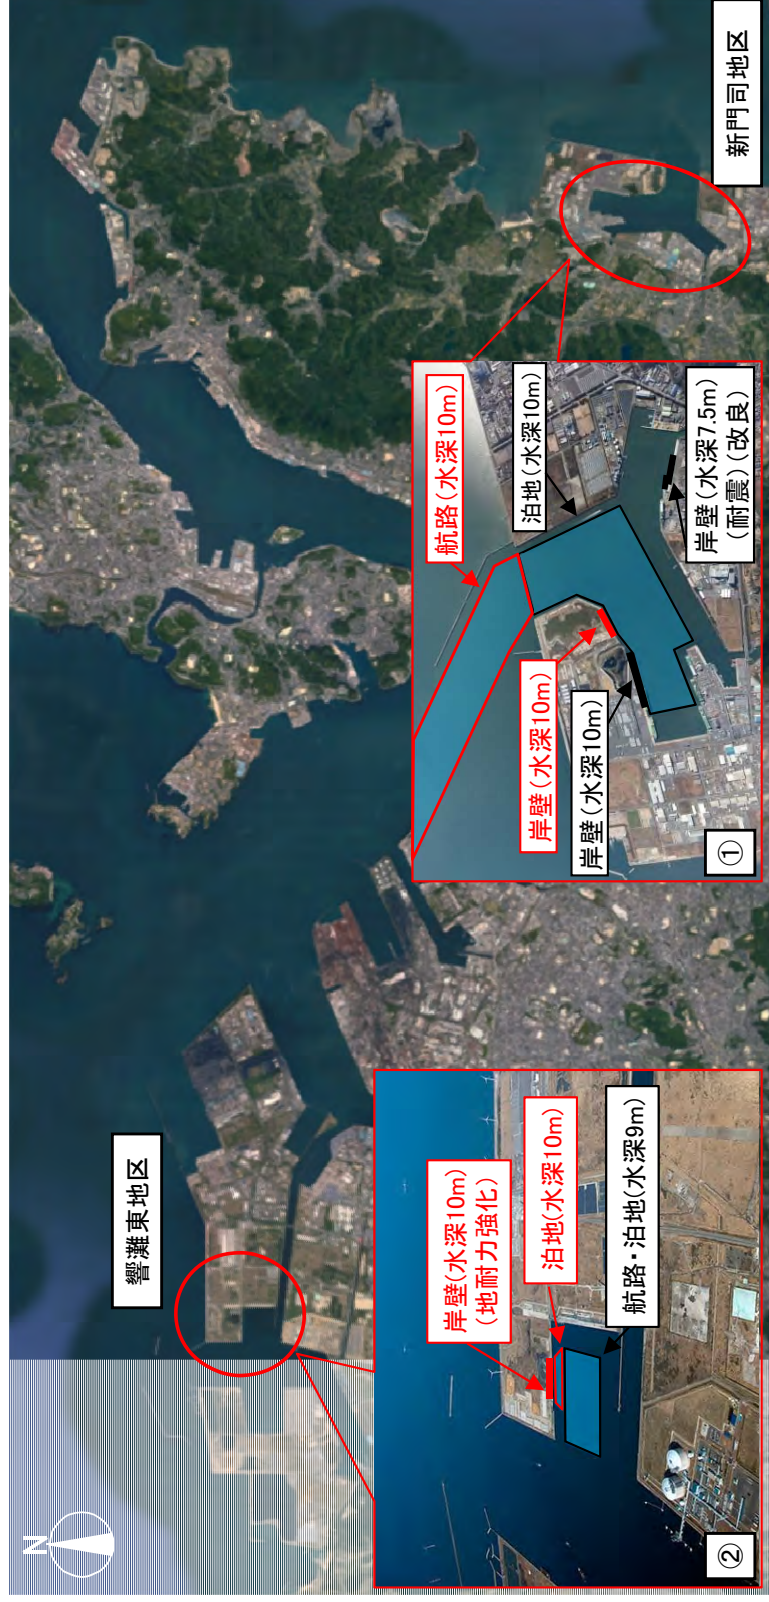 N
響灘東地区
新門司地区
岸壁(水深10m)
(地耐力強化)
泊地(水深10m)
航路・泊地(水深9m)
②
航路(水深10m)
泊地(水深10m)
岸壁(水深10m)
岸壁(水深10m)
岸壁(水深7.5m)
(耐震)(改良)
①